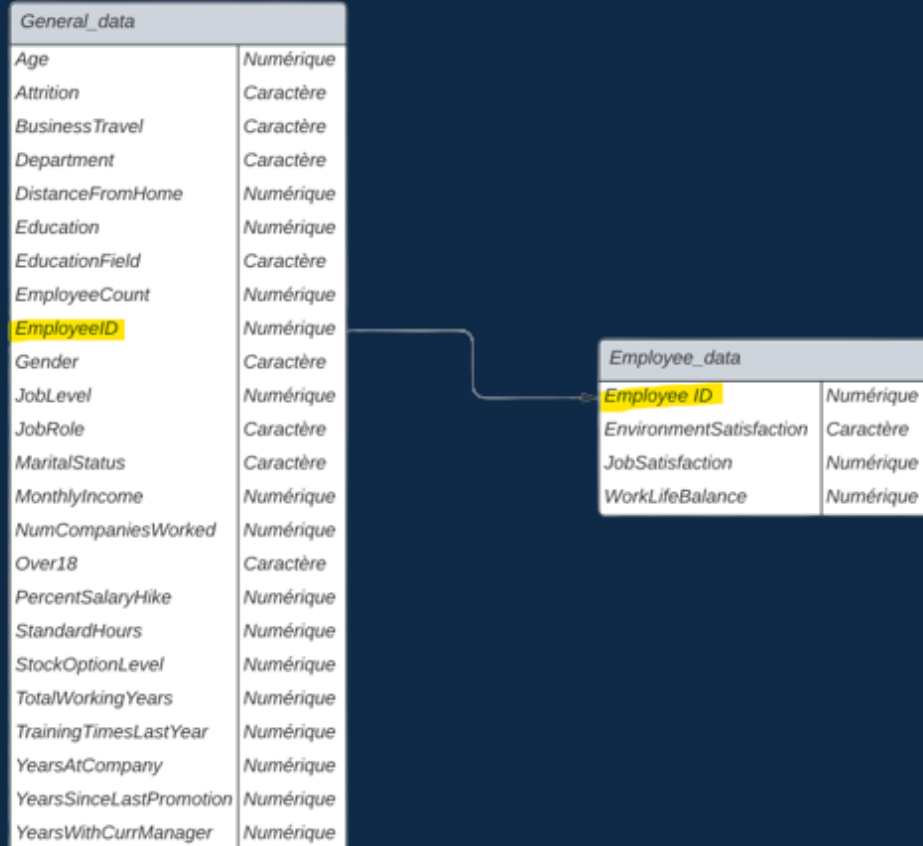 General_data
Age Numérique
Attrition Caractère
BusinessTravel Caractère
Department Caractère
DistanceFromHome Numérique
Education Numérique
EducationField Caractère
EmployeeCount Numérique
EmployeeID Numérique
Gender Caractère
JobLevel Numérique
JobRole Caractère
MaritalStatus Caractère
MonthlyIncome Numérique
NumCompaniesWorked Numérique
Over18 Caractère
PercentSalaryHike Numérique
StandardHours Numérique
StockOptionLevel Numérique
TotalWorkingYears Numérique
TrainingTimesLastYear Numérique
YearsAtCompany Numérique
YearsSinceLastPromotion Numérique
YearsWithCurrManager Numérique
Employee_data
Employee ID Numérique
EnvironmentSatisfaction Caractère
JobSatisfaction Numérique
WorkLifeBalance Numérique